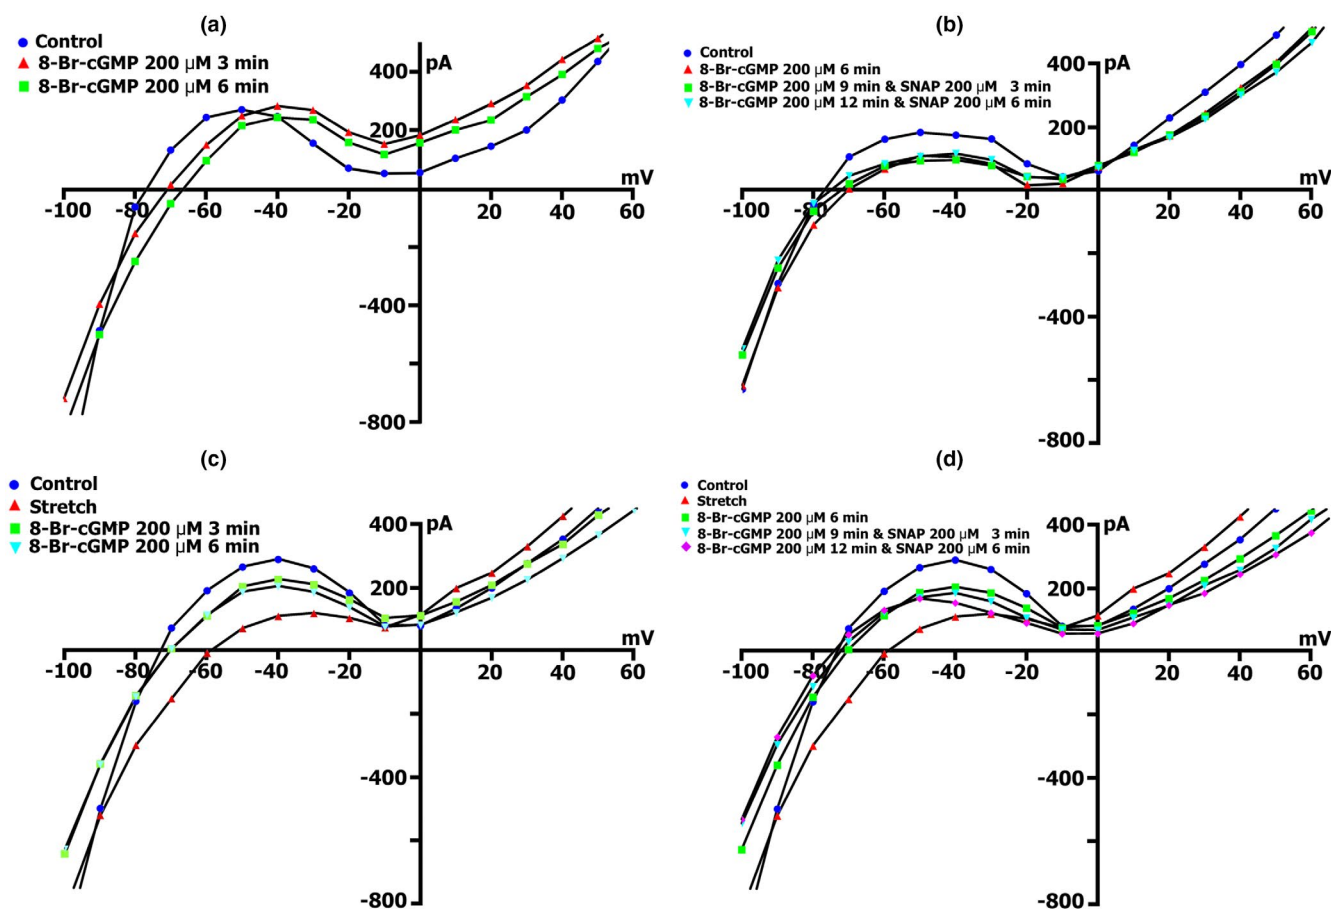 (a)
Control
8-Br-cGMP 200 µM 3 min
8-Br-cGMP 200 µM 6 min
pA
400
200
mV
-100 -80 -60 -40 -20 20 40 60
-400
-800
(b)
Control
8-Br-cGMP 200 µM 6 min
8-Br-cGMP 200 µM 9 min & SNAP 200 µM 3 min
8-Br-cGMP 200 µM 12 min & SNAP 200 µM 6 min
400 pA
200
mV
-100 -80 -60 -40 -20 20 40 60
-400
-800
(c)
Control
Stretch
8-Br-cGMP 200 µM 3 min
8-Br-cGMP 200 µM 6 min
400 pA
200
mV
-100 -80 -60 -40 -20 20 40 60
-400
-800
(d)
Control
Stretch
8-Br-cGMP 200 µM 6 min
8-Br-cGMP 200 µM 9 min & SNAP 200 µM 3 min
8-Br-cGMP 200 µM 12 min & SNAP 200 µM 6 min
400 pA
200
mV
-100 -80 -60 -40 -20 20 40 60
-400
-800